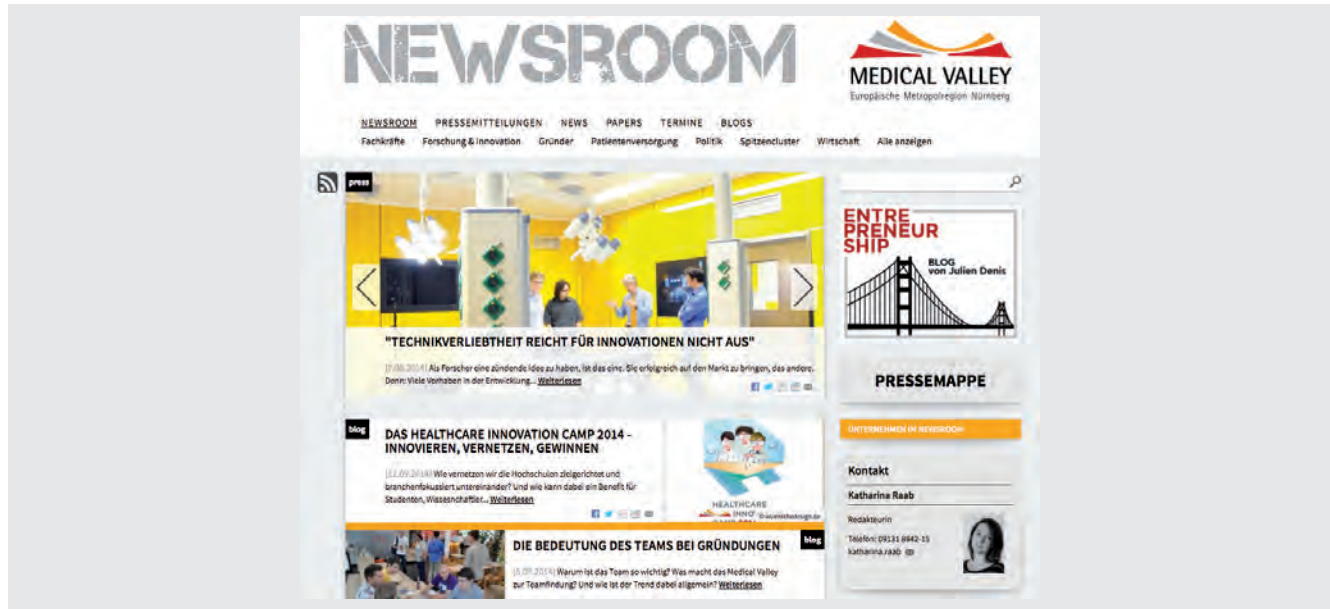 NEWSROOM
MEDICAL VALLEY
Europäische Metropolregion Nürnberg
NEWSROOM PRESSEMITTEILUNGEN NEWS PAPERS TERMINE BLOGS
Fachkräfte Forschung & Innovation Gründer Patientenversorgung Politik Spitzencluster Wirtschaft Alle anzeigen
press
"TECHNIKVERLIEBTHEIT REICHT FÜR INNOVATIONEN NICHT AUS"
Als Forscher eine zündende Idee zu haben, ist das eine. Sie erfolgreich auf den Markt zu bringen, das andere.
Denn: Viele Vorhaben in der Entwicklung... Weiterlesen
ENTRE
PRENEUR
SHIP
BLOG
von Julien Denis
PRESSEMAPPE
blog
DAS HEALTHCARE INNOVATION CAMP 2014 -
INNOVIEREN, VERNETZEN, GEWINNEN
[12.09.2014] Wie vernetzen wir die Hochschulen zielgerichtet und
branchenfokussiert untereinander? Und wie kann dabei ein Benefit für
Studenten, Wissenschaftler... Weiterlesen
HEALTHCARE
UNTERNEHMEN IM NEWSROOM
Kontakt
Katharina Raab
Redakteurin
Telefon: 09131 8942-15
katharina.raab
blog
DIE BEDEUTUNG DES TEAMS BEI GRÜNDUNGEN
Warum ist das Team so wichtig? Was macht das Medical Valley
zur Teamfindung? Und wie ist der Trend dabei allgemein? Weiterlesen